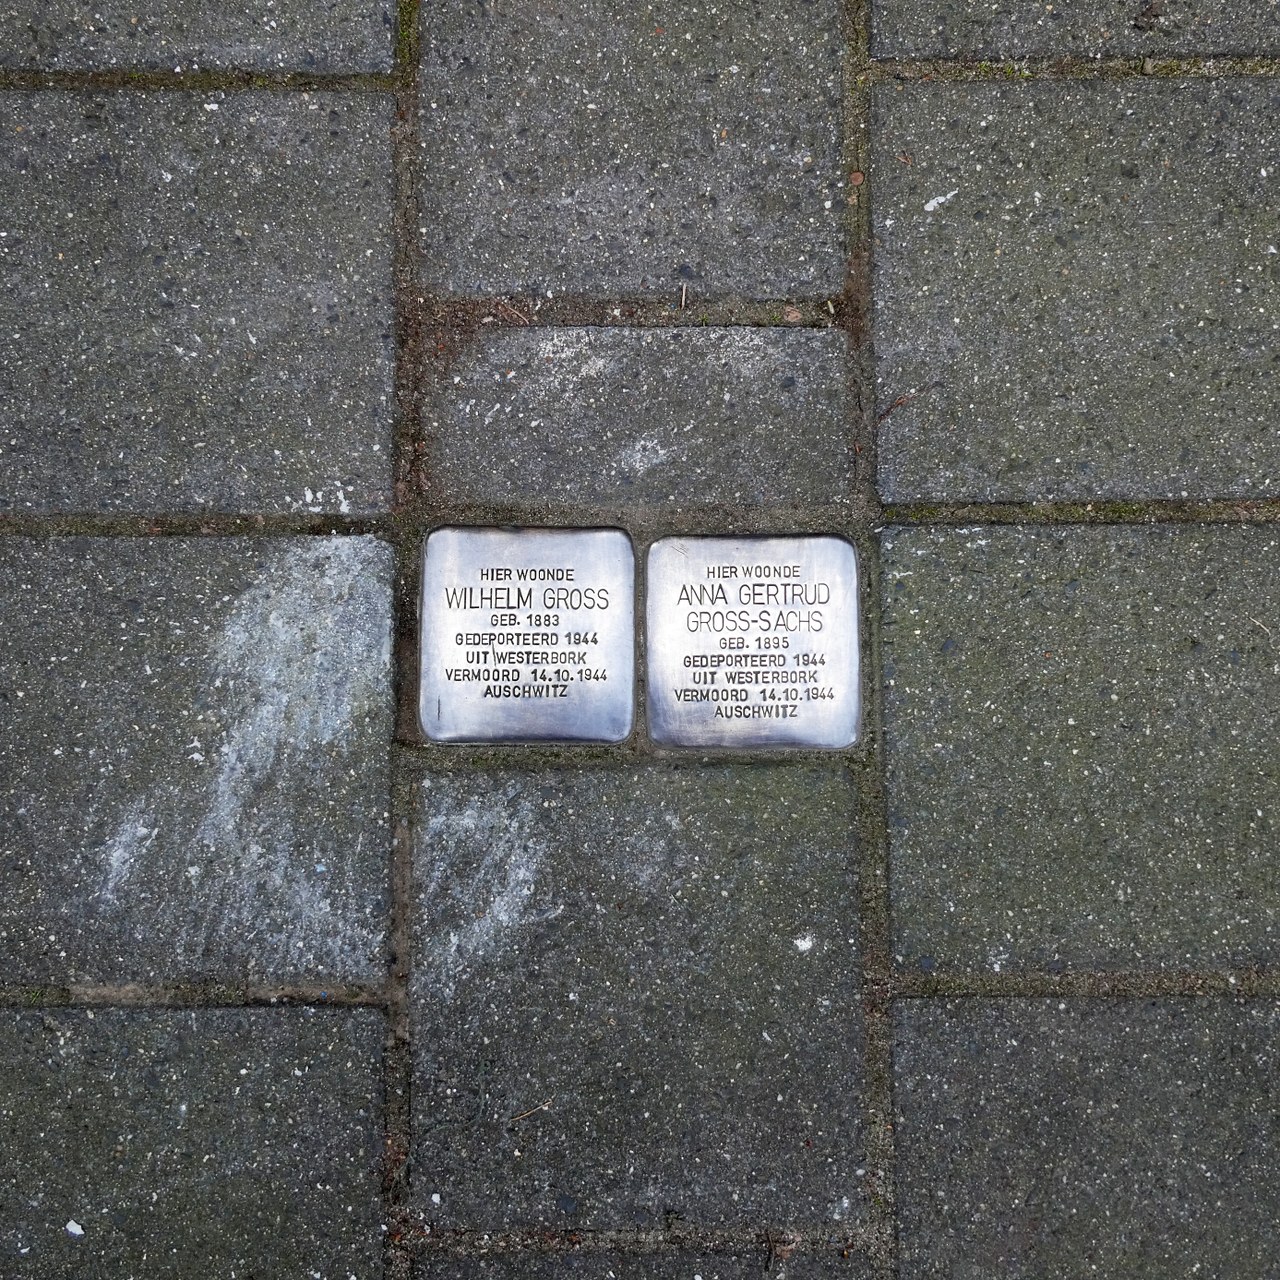 HIER WOONDE
WILHELM GROSS
GEB. 1883
GEDEPORTEERD 1944
UIT WESTERBORK
VERMOORD 14.10.1944
AUSCHWITZ
HIER WOONDE
ANNA GERTRUD
GROSS-SACHS
GEB. 1895
GEDEPORTEERD 1944
UIT WESTERBORK
VERMOORD 14.10.1944
AUSCHWITZ